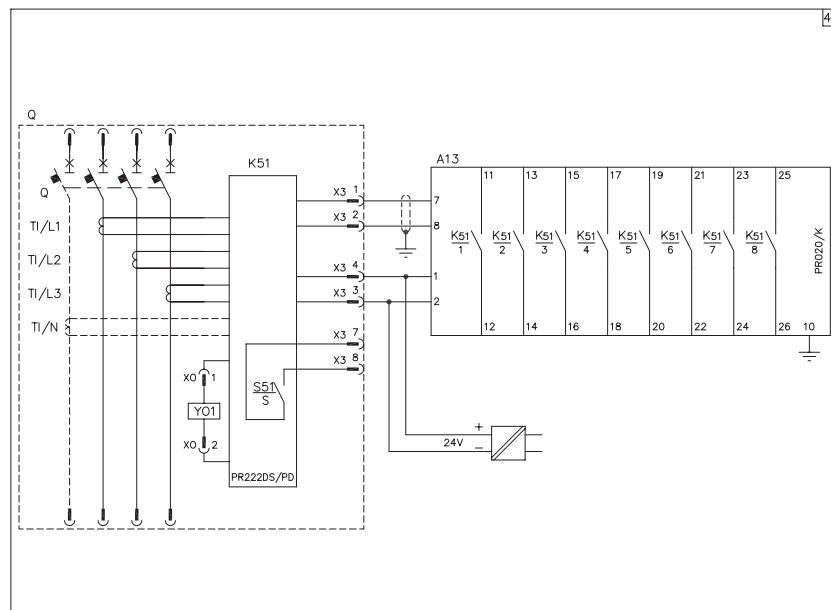 4
Q
K51
A13
11 13 15 17 19 21 23 25
Q
X3 1
7
X3 2
8
TI/L1
K51 K51 K51 K51 K51 K51 K51 K51
1 2 3 4 5 6 7 8
PR020/K
TI/L2
X3 4
1
TI/L3
X3 3
2
TI/N
12 14 16 18 20 22 24 26 10
X3 7
X3 8
X0 1
S51
S
Y01
X0 2
24V + −
PR222DS/PD